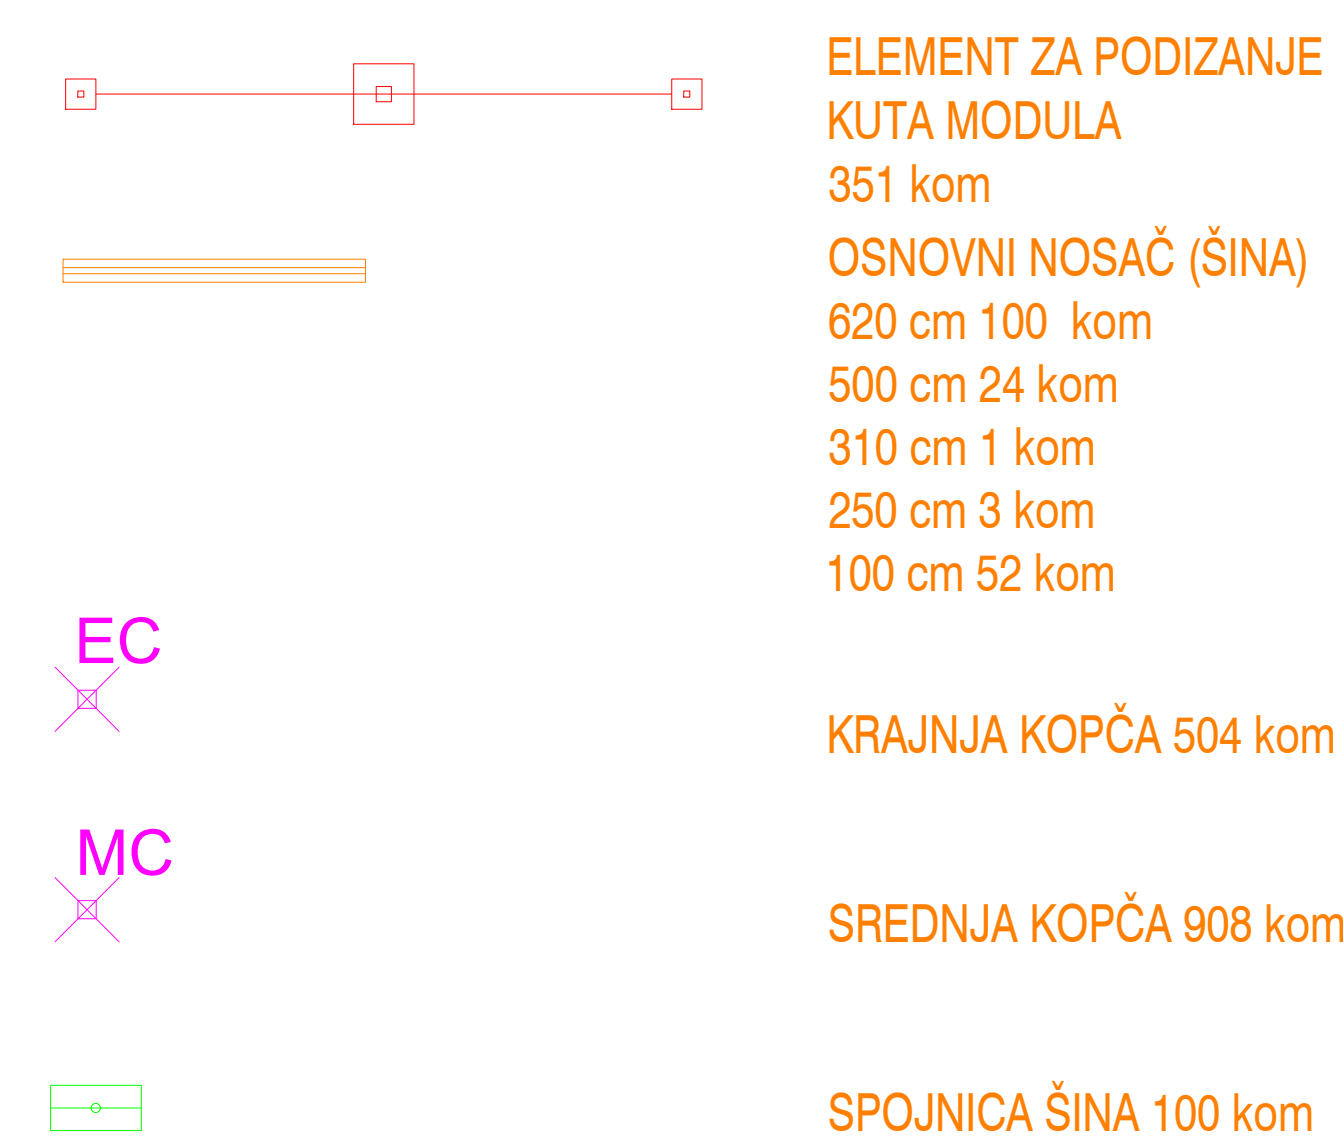 ELEMENT ZA PODIZANJE
KUTA MODULA
351 kom
OSNOVNI NOSAČ (ŠINA)
620 cm 100 kom
500 cm 24 kom
310 cm 1 kom
250 cm 3 kom
100 cm 52 kom
EC
KRAJNJA KOPČA 504 kom
MC
SREDNJA KOPČA 908 kom
SPOJNICA ŠINA 100 kom